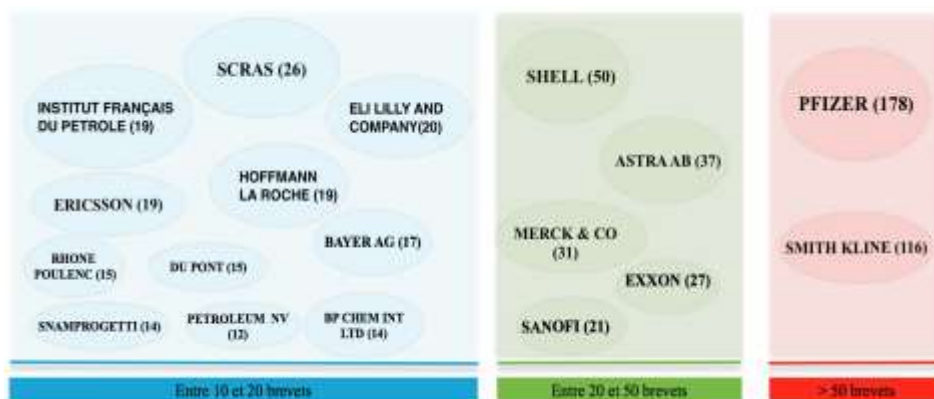 SCRAS (26)
INSTITUT FRANÇAIS
DU PETROLE (19)
ELI LILLY AND
COMPANY(20)
HOFFMANN
LA ROCHE (19)
ERICSSON (19)
BAYER AG (17)
RHONE
POULENC (15)
DU PONT (15)
SNAMPROGETTI (14)
PETROLEUM NV
(12)
BP CHEM INT
LTD (14)
Entre 10 et 20 brevets
SHELL (50)
ASTRA AB (37)
MERCK & CO
(31)
EXXON (27)
SANOFI (21)
Entre 20 et 50 brevets
PFIZER (178)
SMITH KLINE (116)
> 50 brevets